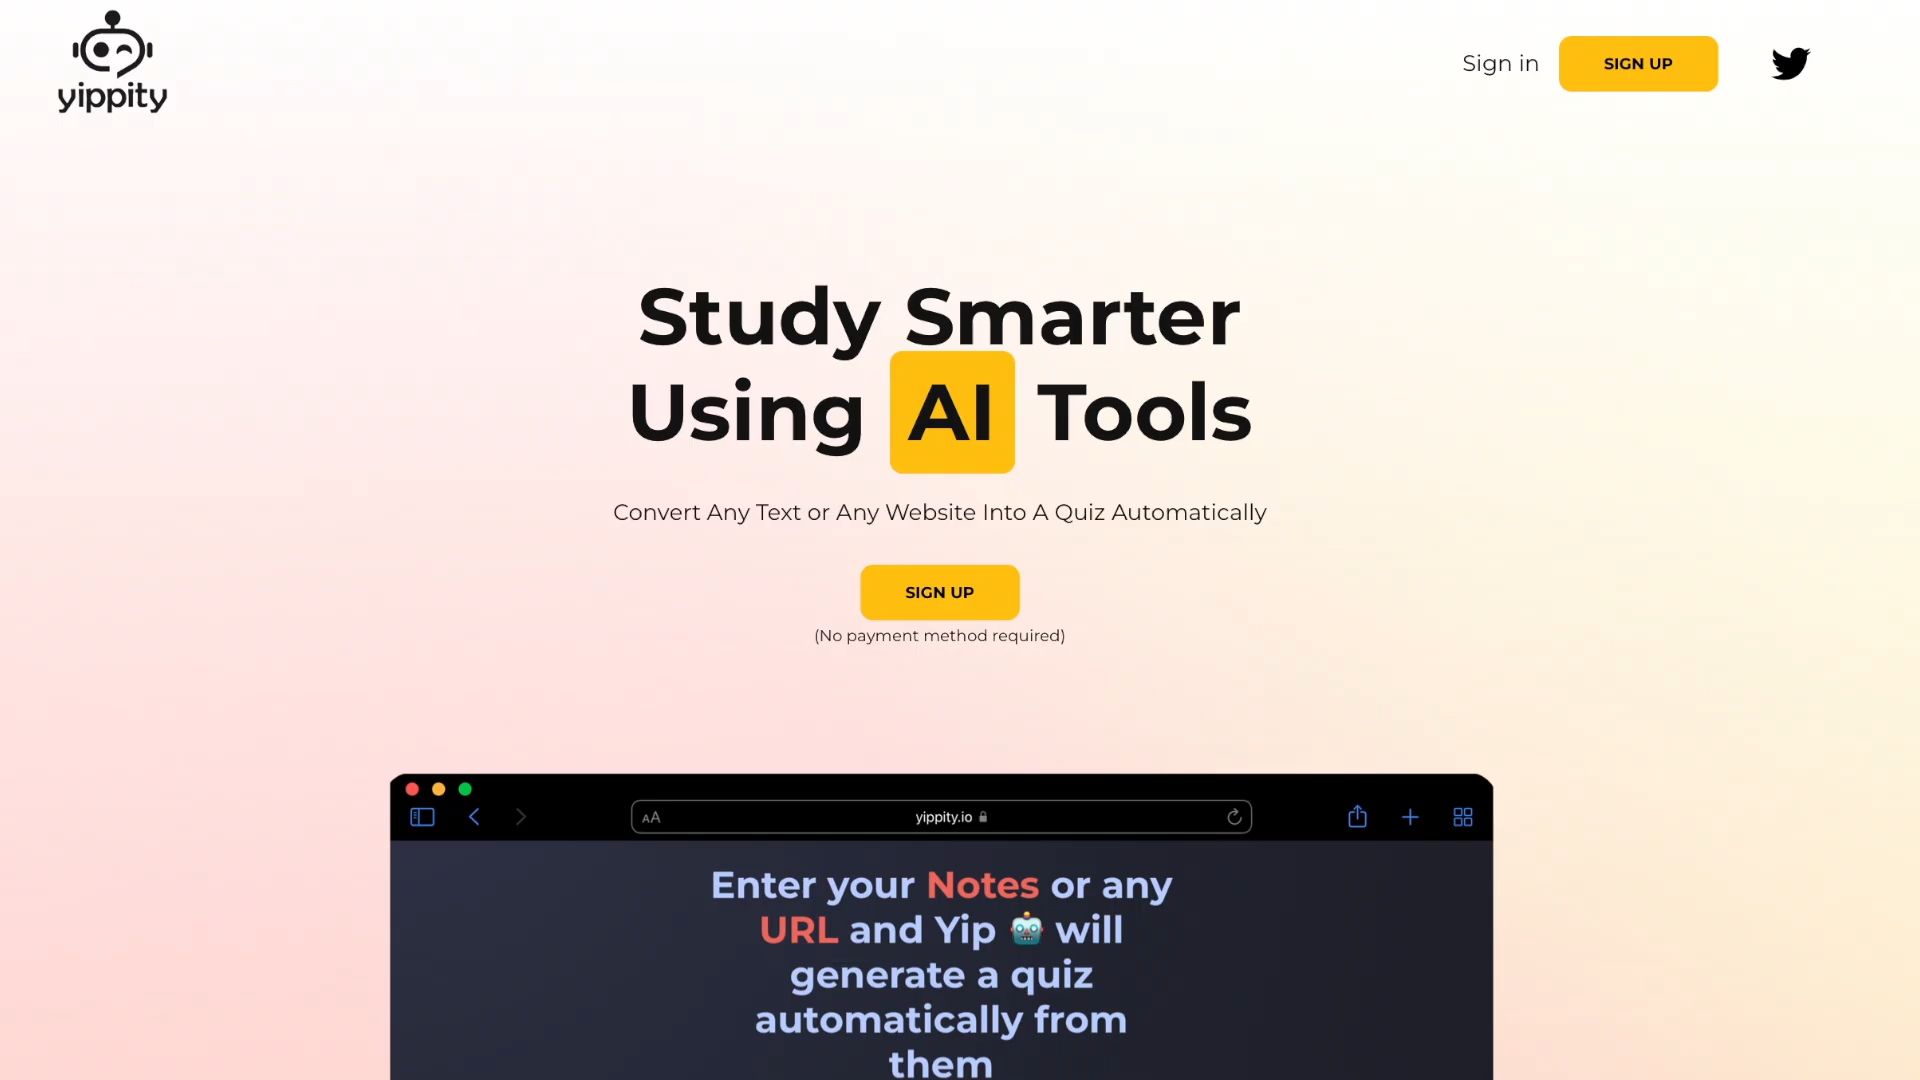 yippity
Sign in
SIGN UP
Study Smarter
Using AI Tools
Convert Any Text or Any Website Into A Quiz Automatically
SIGN UP
(No payment method required)
AA
yippity.io
Enter your Notes or any
URL and Yip 🤖 will
generate a quiz
automatically from
them